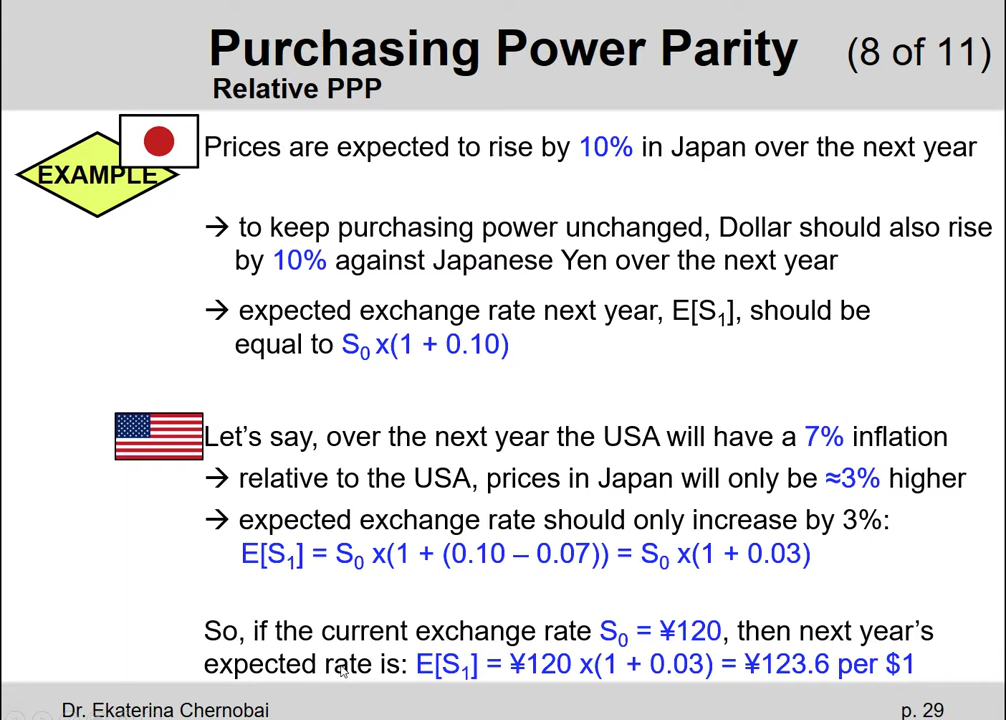 Purchasing Power Parity (8 of 11)
Relative PPP
EXAMPLE
Prices are expected to rise by 10% in Japan over the next year
→ to keep purchasing power unchanged, Dollar should also rise
by 10% against Japanese Yen over the next year
→ expected exchange rate next year, E[S₁], should be
equal to S₀ x(1 + 0.10)
Let's say, over the next year the USA will have a 7% inflation
→ relative to the USA, prices in Japan will only be ≈3% higher
→ expected exchange rate should only increase by 3%:
E[S₁] = S₀ x(1 + (0.10 – 0.07)) = S₀ x(1 + 0.03)
So, if the current exchange rate S₀ = ¥120, then next year's
expected rate is: E[S₁] = ¥120 x(1 + 0.03) = ¥123.6 per $1
Dr. Ekaterina Chernobai
p. 29